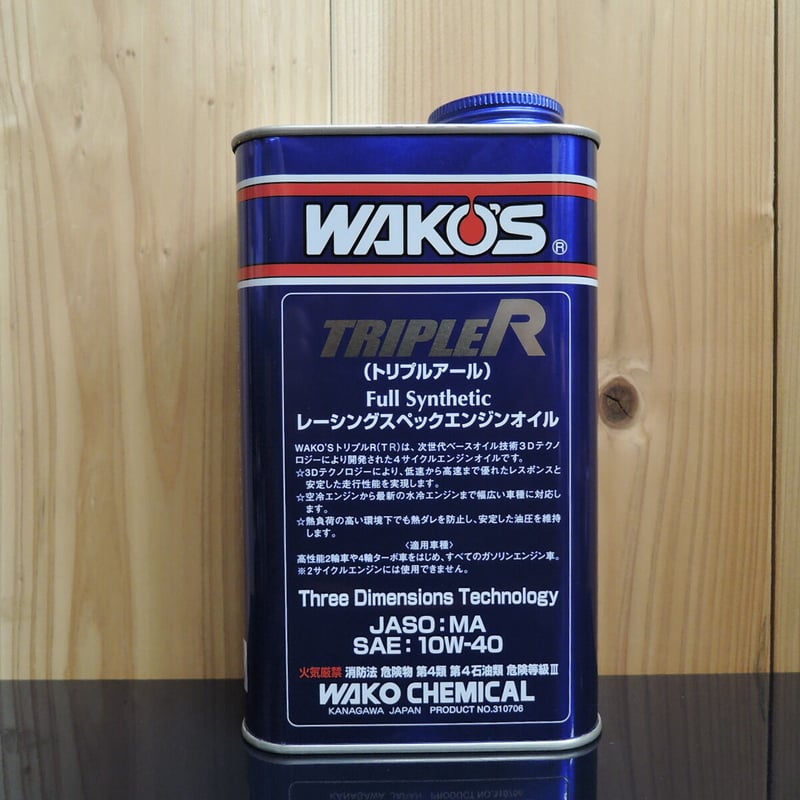 WAKO'S®
TRIPLE R
(トリプルアール)
Full Synthetic
レーシングスペックエンジンオイル
WAKO'SトリプルR(TR)は、次世代ベースオイル技術3Dテクノ
ロジーにより開発された4サイクルエンジンオイルです。
☆3Dテクノロジーにより、低速から高速まで優れたレスポンスと
安定した走行性能を実現します。
☆空冷エンジンから最新の水冷エンジンまで幅広い車種に対応し
ます。
☆熱負荷の高い環境下でも熱ダレを防止し、安定した油圧を維持
します。
〈適用車種〉
高性能2輪車や4輪ターボ車をはじめ、すべてのガソリンエンジン車。
※2サイクルエンジンには使用できません。
Three Dimensions Technology
JASO:MA
SAE:10W-40
火気厳禁 消防法 危険物 第4類 第4石油類 危険等級Ⅲ
WAKO CHEMICAL
KANAGAWA JAPAN PRODUCT NO.310706